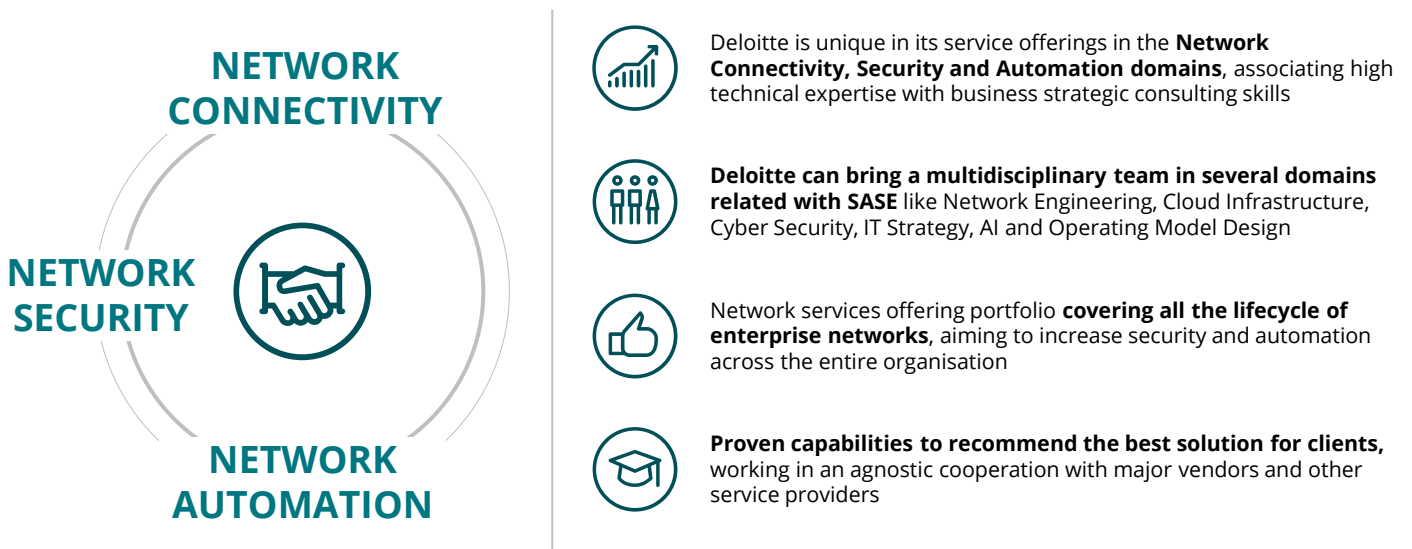 NETWORK
CONNECTIVITY
NETWORK
SECURITY
NETWORK
AUTOMATION
Deloitte is unique in its service offerings in the Network
Connectivity, Security and Automation domains, associating high
technical expertise with business strategic consulting skills
Deloitte can bring a multidisciplinary team in several domains
related with SASE like Network Engineering, Cloud Infrastructure,
Cyber Security, IT Strategy, AI and Operating Model Design
Network services offering portfolio covering all the lifecycle of
enterprise networks, aiming to increase security and automation
across the entire organisation
Proven capabilities to recommend the best solution for clients,
working in an agnostic cooperation with major vendors and other
service providers